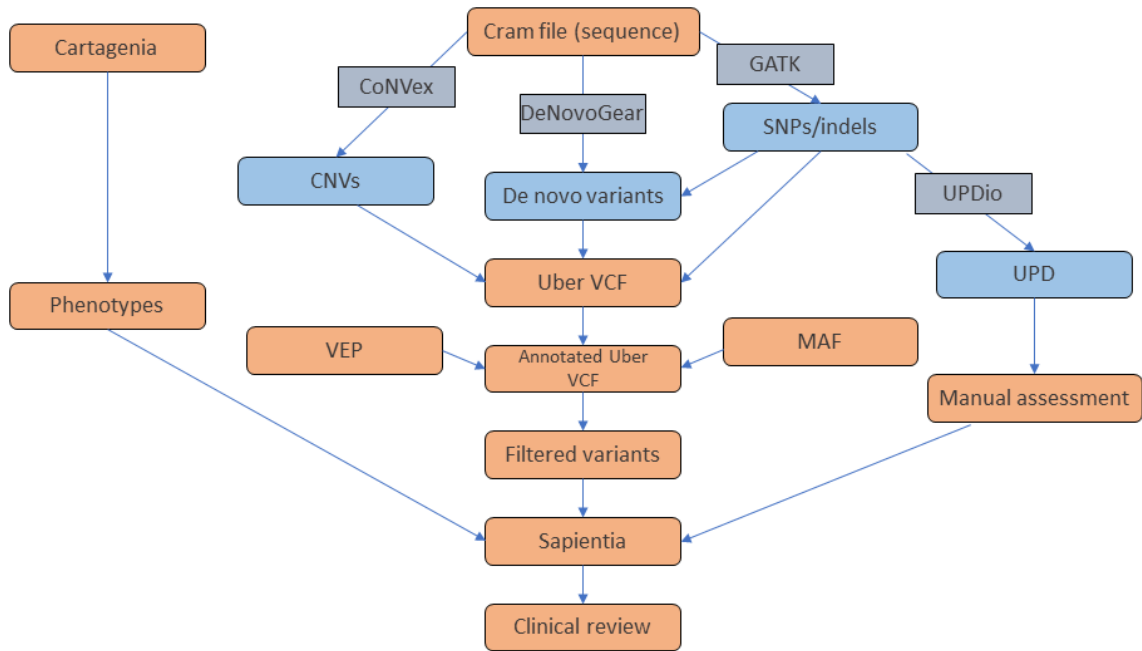 Cartagenia
Cram file (sequence)
CoNVex
GATK
DeNovoGear
SNPs/indels
CNVs
De novo variants
UPDio
Uber VCF
UPD
Phenotypes
VEP
MAF
Annotated Uber
VCF
Manual assessment
Filtered variants
Sapientia
Clinical review